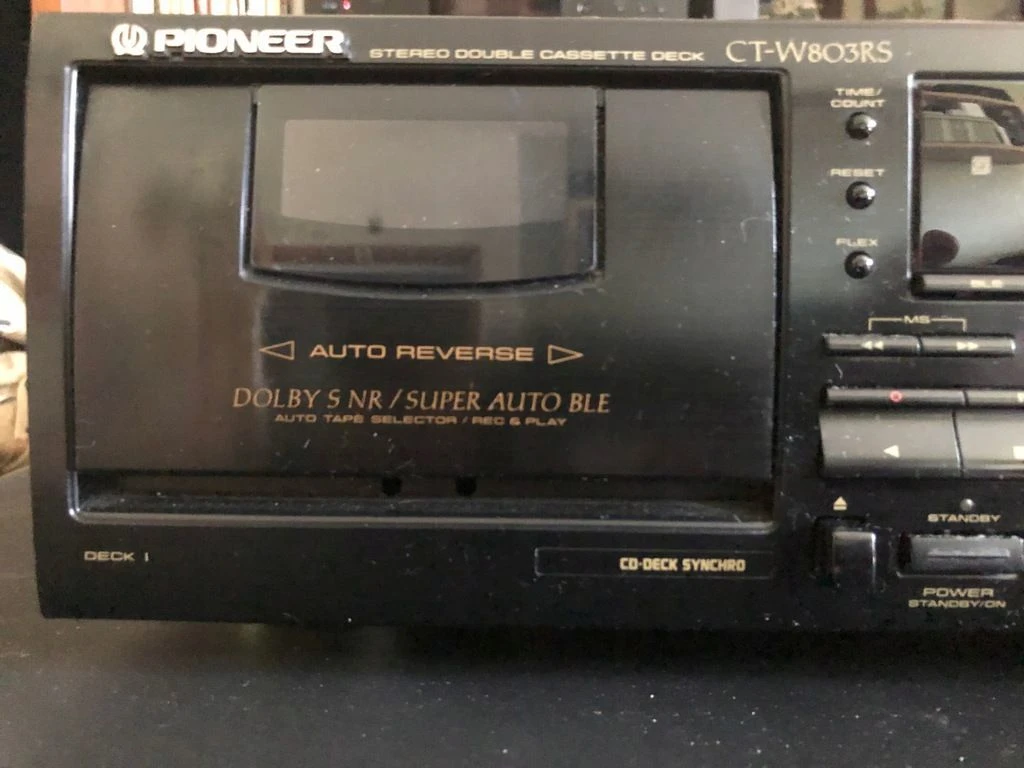 PIONEER STEREO DOUBLE CASSETTE DECK CT-W803RS
TIME/
COUNT
RESET
FLEX
BLE
MS
AUTO REVERSE
DOLBY S NR / SUPER AUTO BLE
AUTO TAPE SELECTOR / REC & PLAY
STANDBY
DECK I
CD-DECK SYNCHRO
POWER
STANDBY/ON